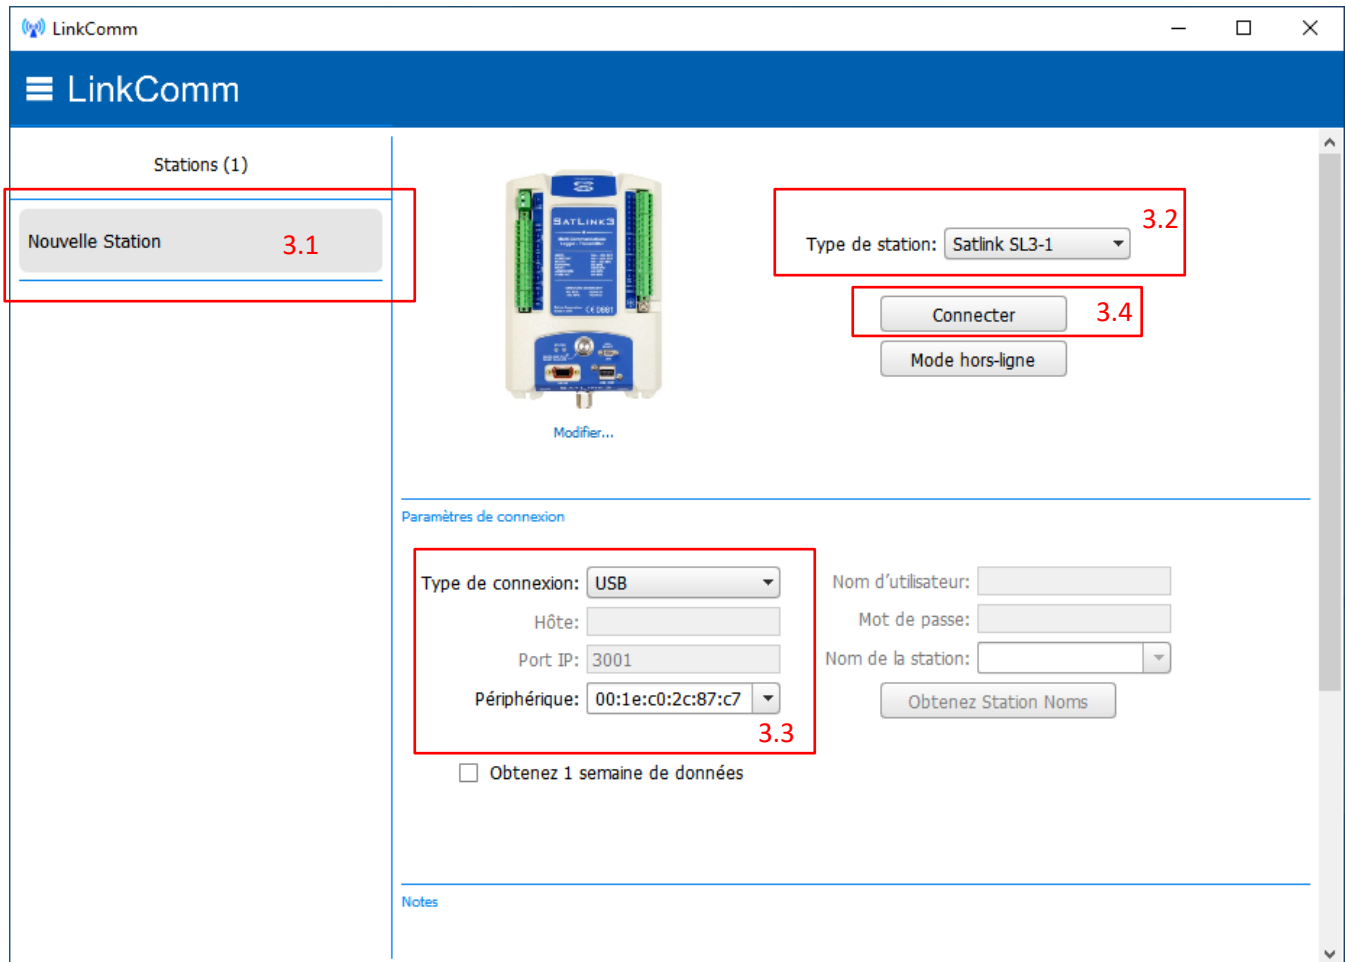 LinkComm
LinkComm
Stations (1)
Nouvelle Station
3.1
SATLINK3
Type de station: Satlink SL3-1
3.2
Connecter
3.4
Mode hors-ligne
Modifier...
Paramètres de connexion
Type de connexion: USB
Hôte:
Port IP: 3001
Périphérique: 00:1e:c0:2c:87:c7
3.3
Nom d'utilisateur:
Mot de passe:
Nom de la station:
Obtenez Station Noms
Obtenez 1 semaine de données
Notes